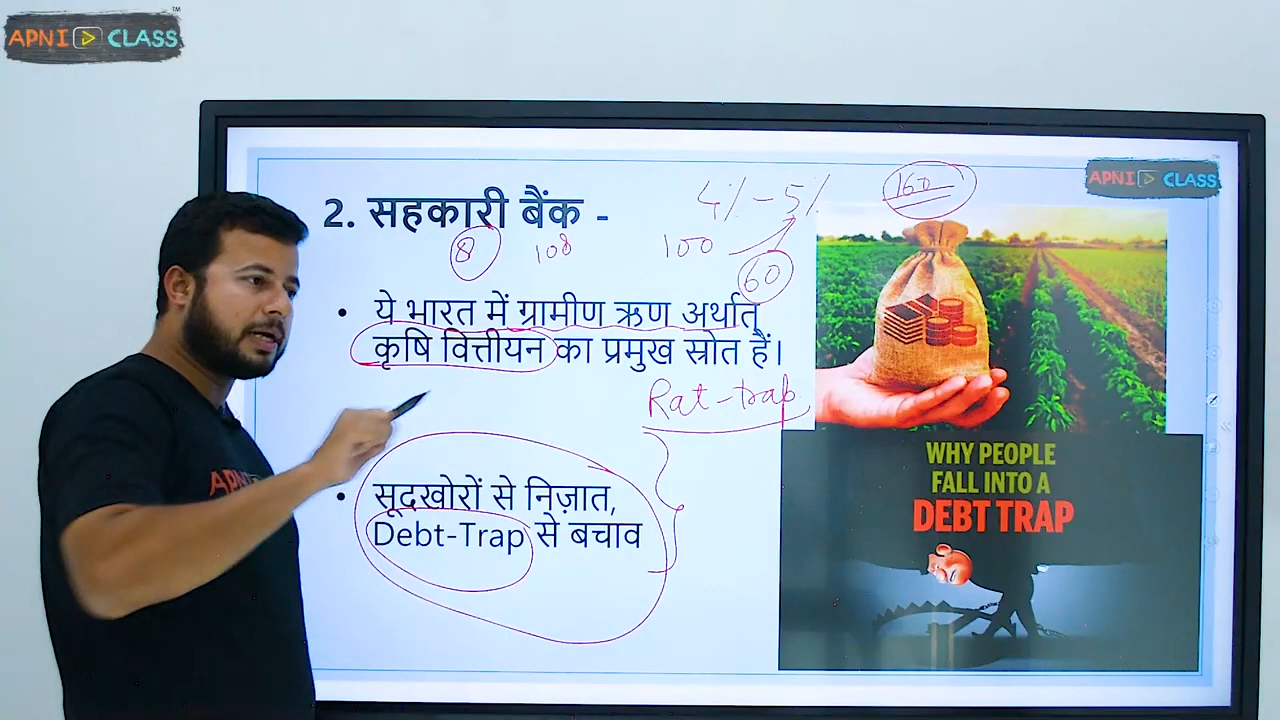 APNI CLASS
TM
APNI CLASS
2. सहकारी बैंक -
4% - 5%
160
8
108
100
60
• ये भारत में ग्रामीण ऋण अर्थात्
कृषि वित्तीयन का प्रमुख स्रोत हैं।
Rat-trap
• सूदखोरों से निज़ात,
Debt-Trap से बचाव
WHY PEOPLE
FALL INTO A
DEBT TRAP